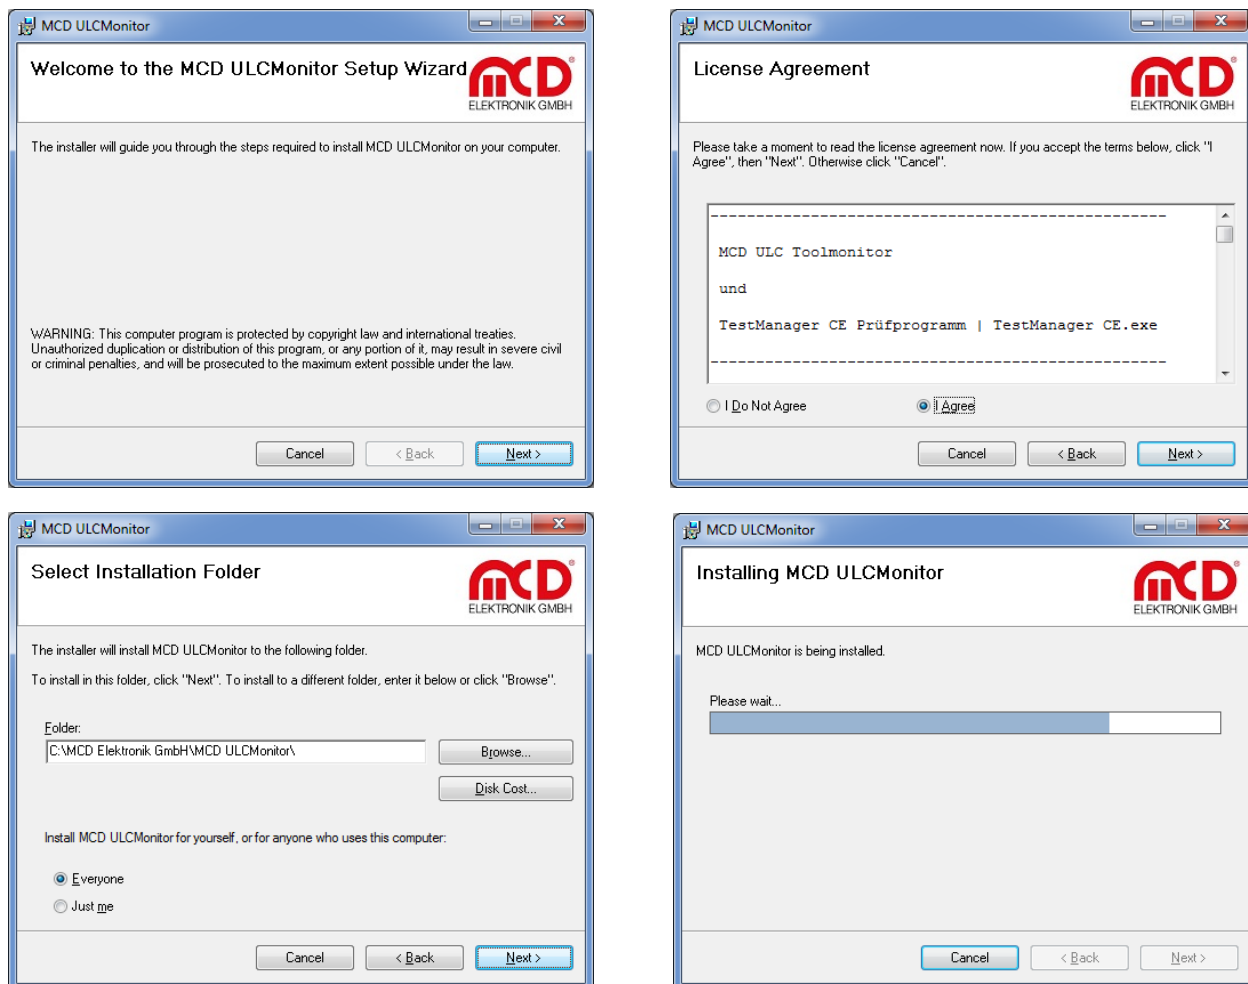 MCD ULCMonitor
Welcome to the MCD ULCMonitor Setup Wizard
mCD®
ELEKTRONIK GMBH
The installer will guide you through the steps required to install MCD ULCMonitor on your computer.
WARNING: This computer program is protected by copyright law and international treaties.
Unauthorized duplication or distribution of this program, or any portion of it, may result in severe civil
or criminal penalties, and will be prosecuted to the maximum extent possible under the law.
Cancel
< Back
Next >
MCD ULCMonitor
License Agreement
mCD®
ELEKTRONIK GMBH
Please take a moment to read the license agreement now. If you accept the terms below, click "I
Agree", then "Next". Otherwise click "Cancel".
-------------------------------------------------
MCD ULC Toolmonitor
und
TestManager CE Prüfprogramm | TestManager CE.exe
-------------------------------------------------
I Do Not Agree
I Agree
Cancel
< Back
Next >
MCD ULCMonitor
Select Installation Folder
mCD®
ELEKTRONIK GMBH
The installer will install MCD ULCMonitor to the following folder.
To install in this folder, click "Next". To install to a different folder, enter it below or click "Browse".
Folder:
C:\MCD Elektronik GmbH\MCD ULCMonitor\
Browse...
Disk Cost...
Install MCD ULCMonitor for yourself, or for anyone who uses this computer:
Everyone
Just me
Cancel
< Back
Next >
MCD ULCMonitor
Installing MCD ULCMonitor
mCD®
ELEKTRONIK GMBH
MCD ULCMonitor is being installed.
Please wait...
Cancel
< Back
Next >